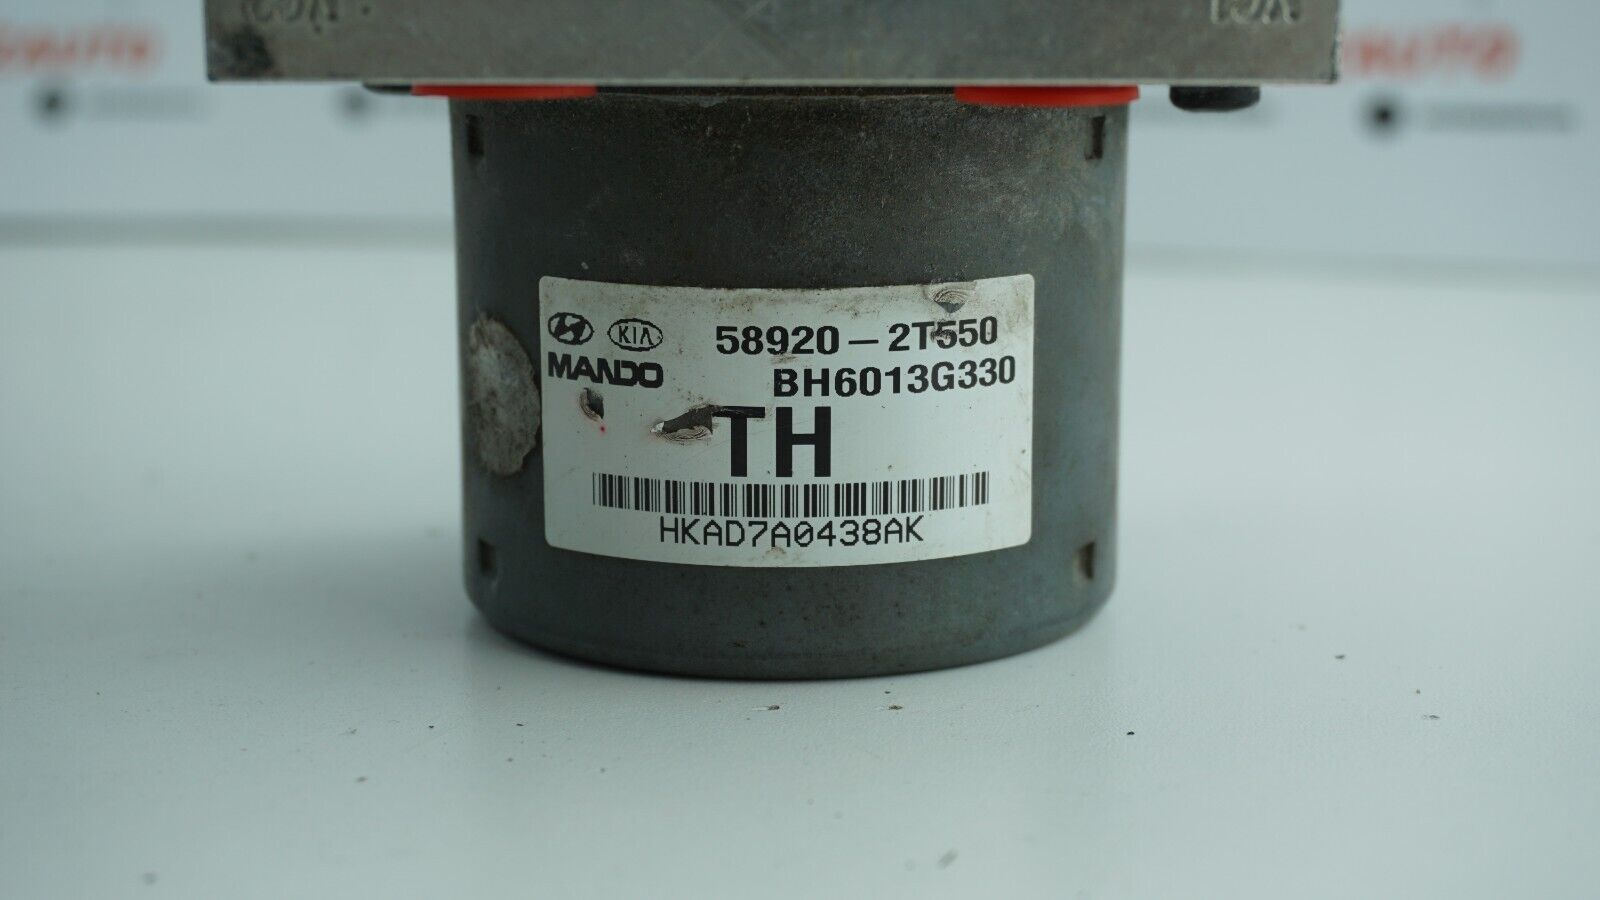 KIA
58920-2T550
MANDO
BH6013G330
TH
HKAD7A0438AK